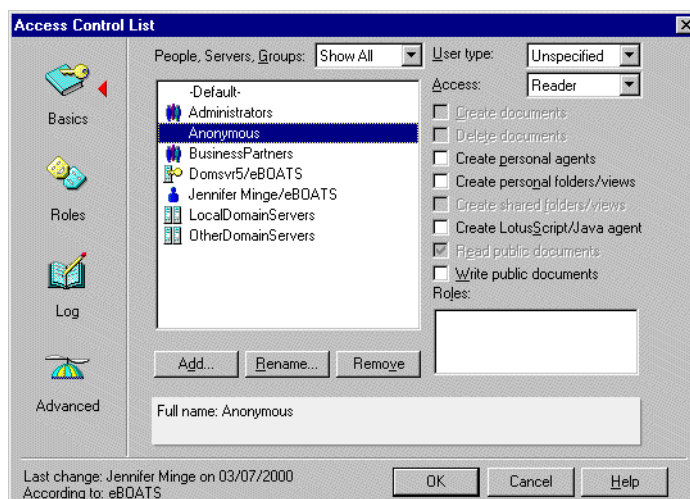 Access Control List
People, Servers, Groups: Show All
User type: Unspecified
Access: Reader
Basics
Roles
Log
Advanced
-Default-
Administrators
Anonymous
BusinessPartners
Domsvr5/eBOATS
Jennifer Minge/eBOATS
LocalDomainServers
OtherDomainServers
Create documents
Delete documents
Create personal agents
Create personal folders/views
Create shared folders/views
Create LotusScript/Java agent
Read public documents
Write public documents
Roles:
Add... Rename... Remove
Full name: Anonymous
Last change: Jennifer Minge on 03/07/2000
According to: eBOATS
OK Cancel Help